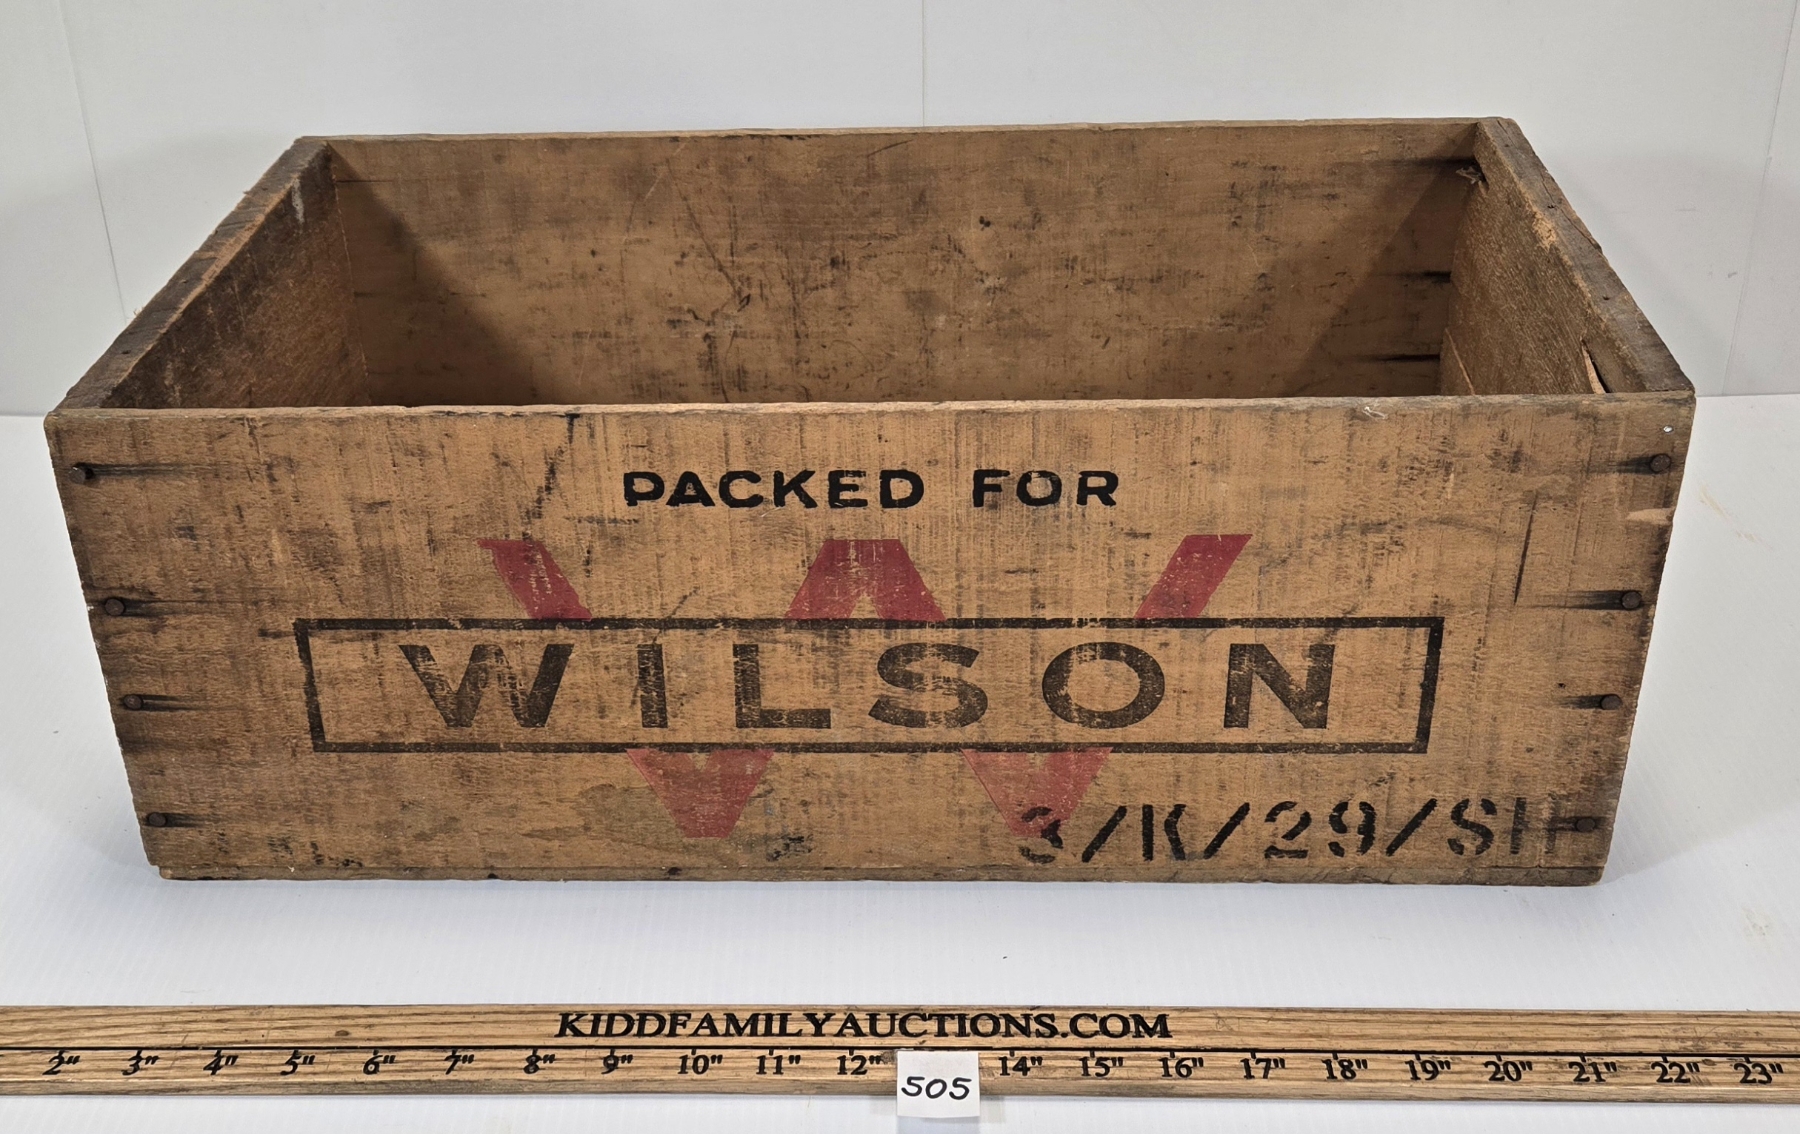 PACKED FOR
WILSON
3/K/29/SH
KIDDFAMILYAUCTIONS.COM
2" 3" 4" 5" 6" 7" 8" 9" 10" 11" 12" 14" 15" 16" 17" 18" 19" 20" 21" 22" 23"
505